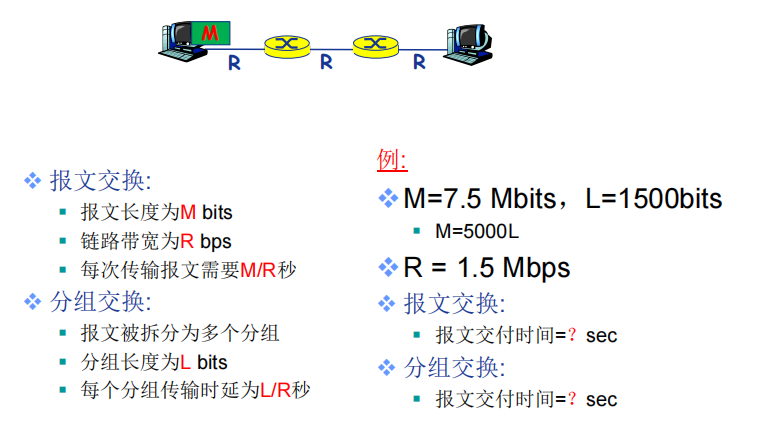 M
R
R
R
报文交换:
报文长度为M bits
链路带宽为R bps
每次传输报文需要M/R秒
分组交换:
报文被拆分为多个分组
分组长度为L bits
每个分组传输时延为L/R秒
例:
M=7.5 Mbits，L=1500bits
M=5000L
R = 1.5 Mbps
报文交换:
报文交付时间=? sec
分组交换:
报文交付时间=? sec